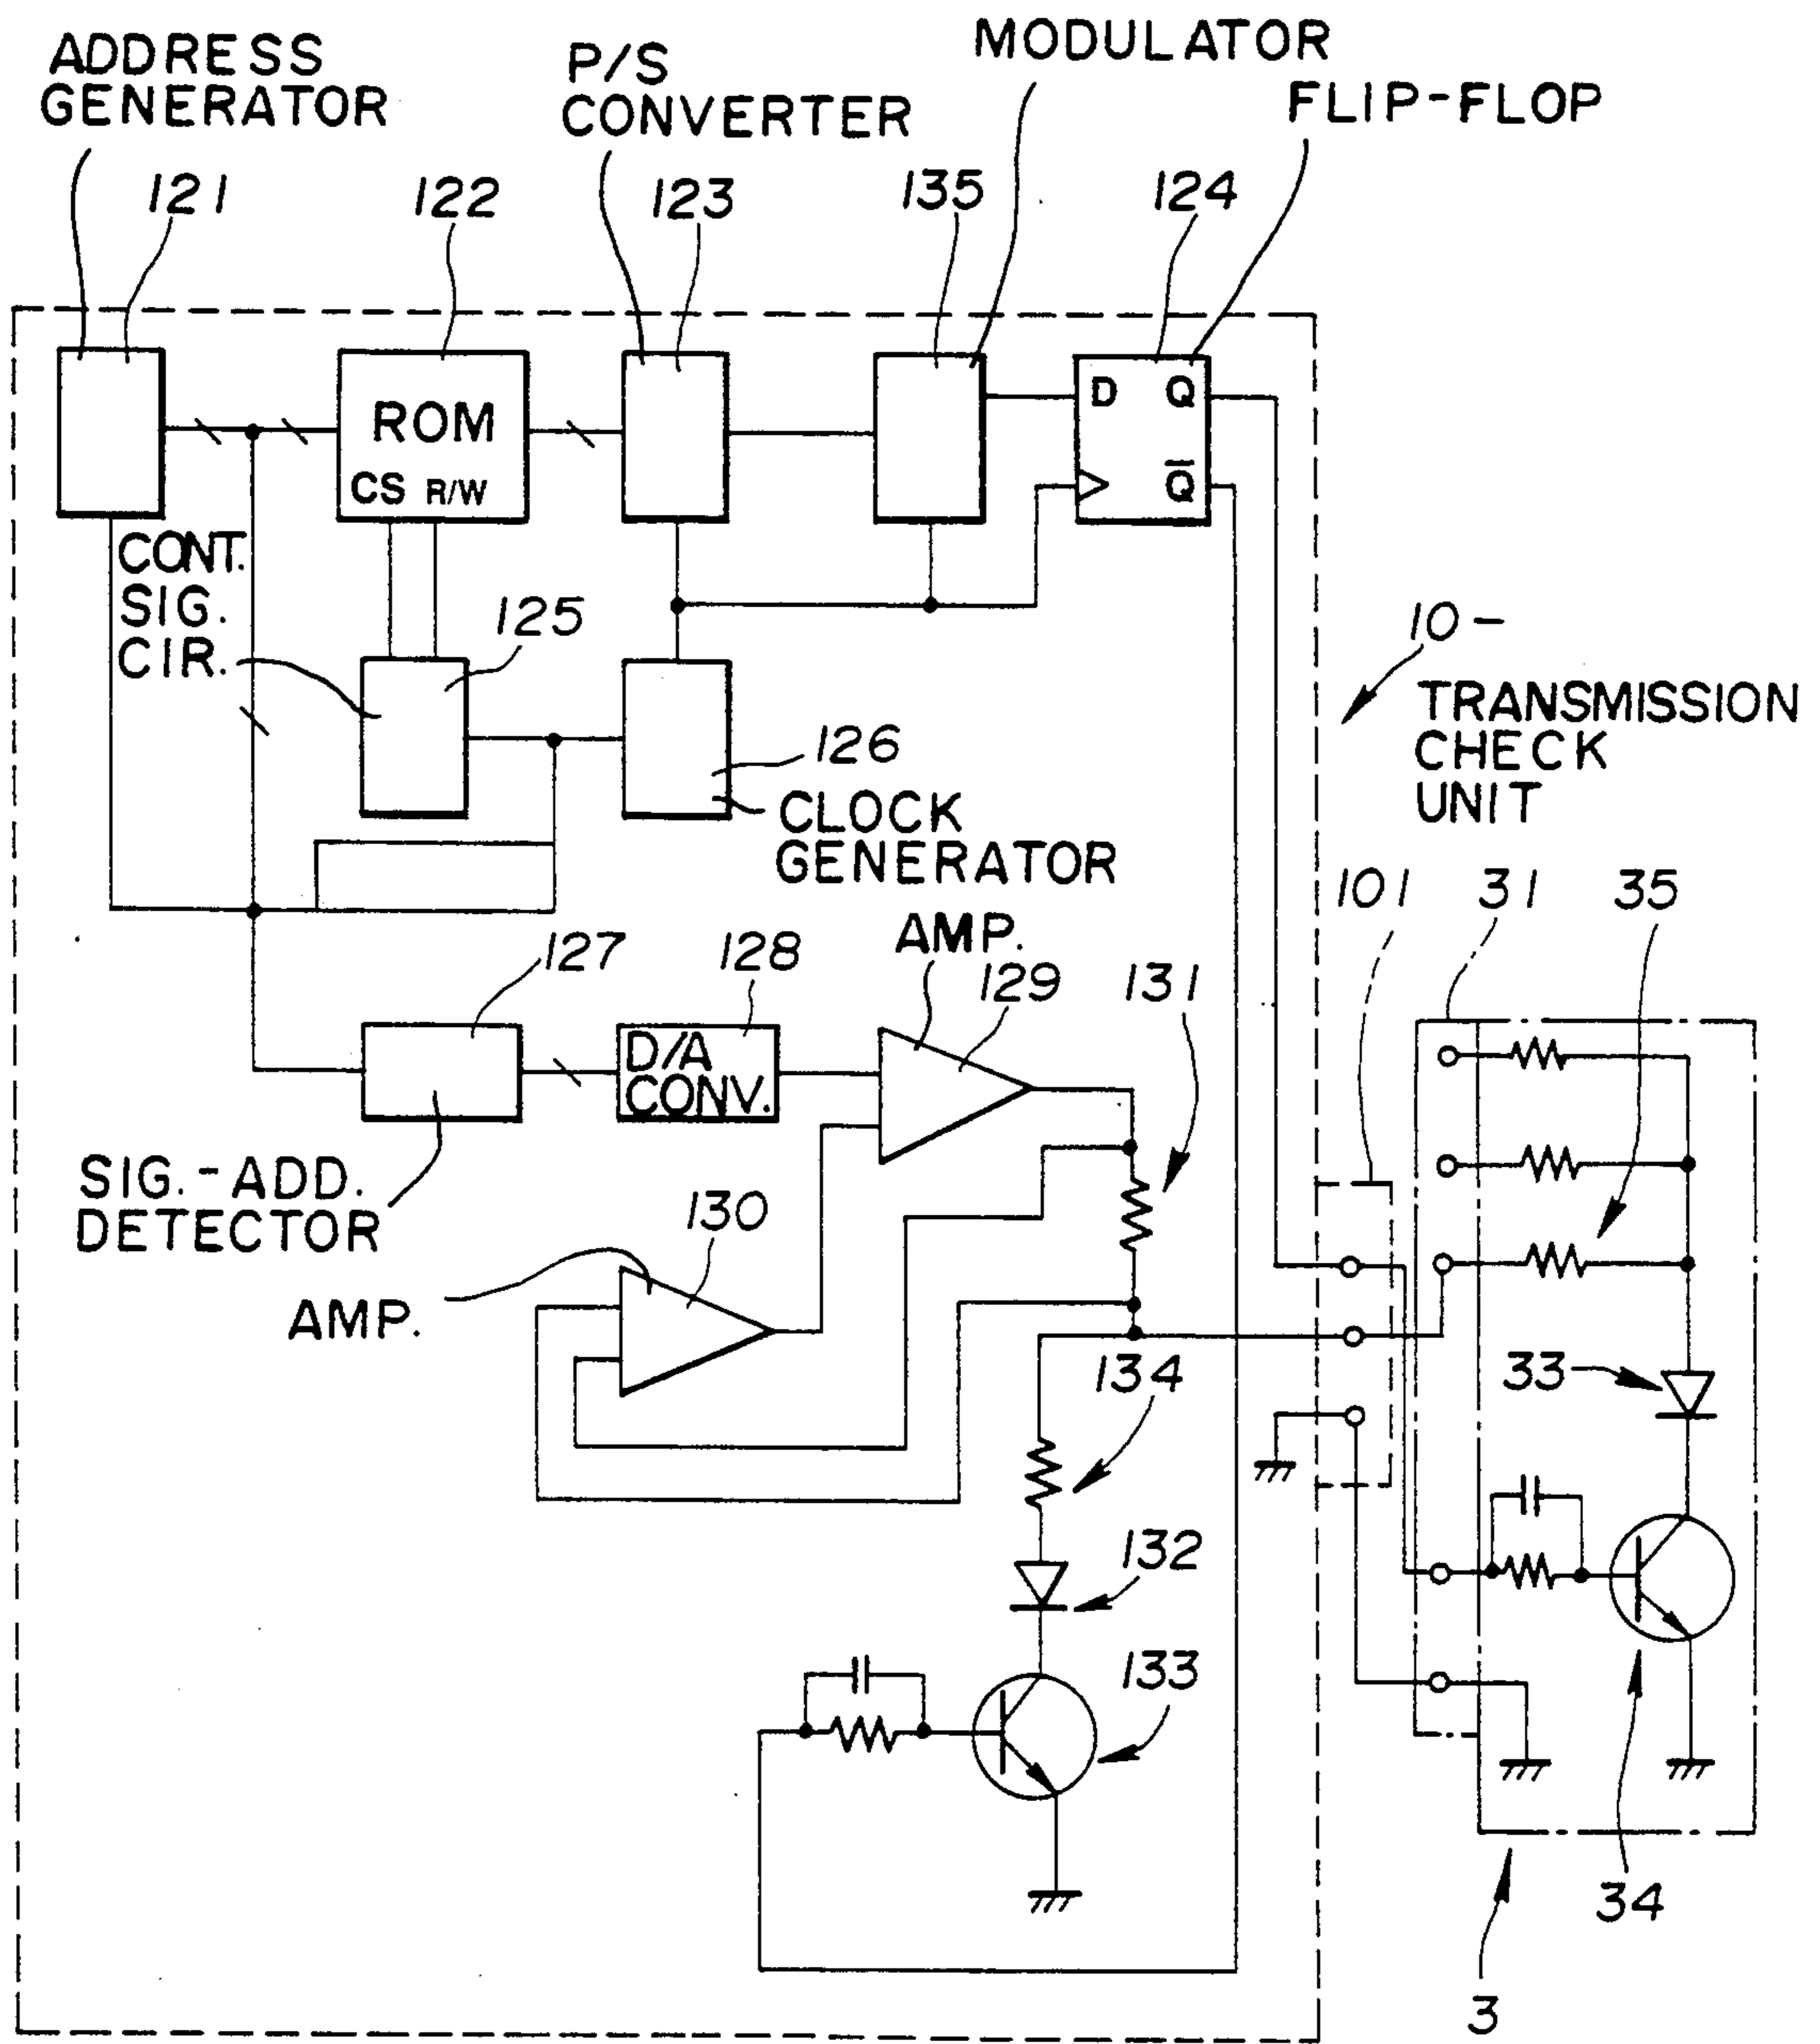 ADDRESS
GENERATOR
P/S
CONVERTER
MODULATOR
FLIP-FLOP
121
122
123
135
124
ROM
CS R/W
D Q
Q̅
CONT.
SIG.
CIR.
125
126
CLOCK
GENERATOR
10-
TRANSMISSION
CHECK
UNIT
101
31
35
127
128
AMP.
129
131
D/A
CONV.
SIG.-ADD.
DETECTOR
130
AMP.
134
33
132
133
34
3